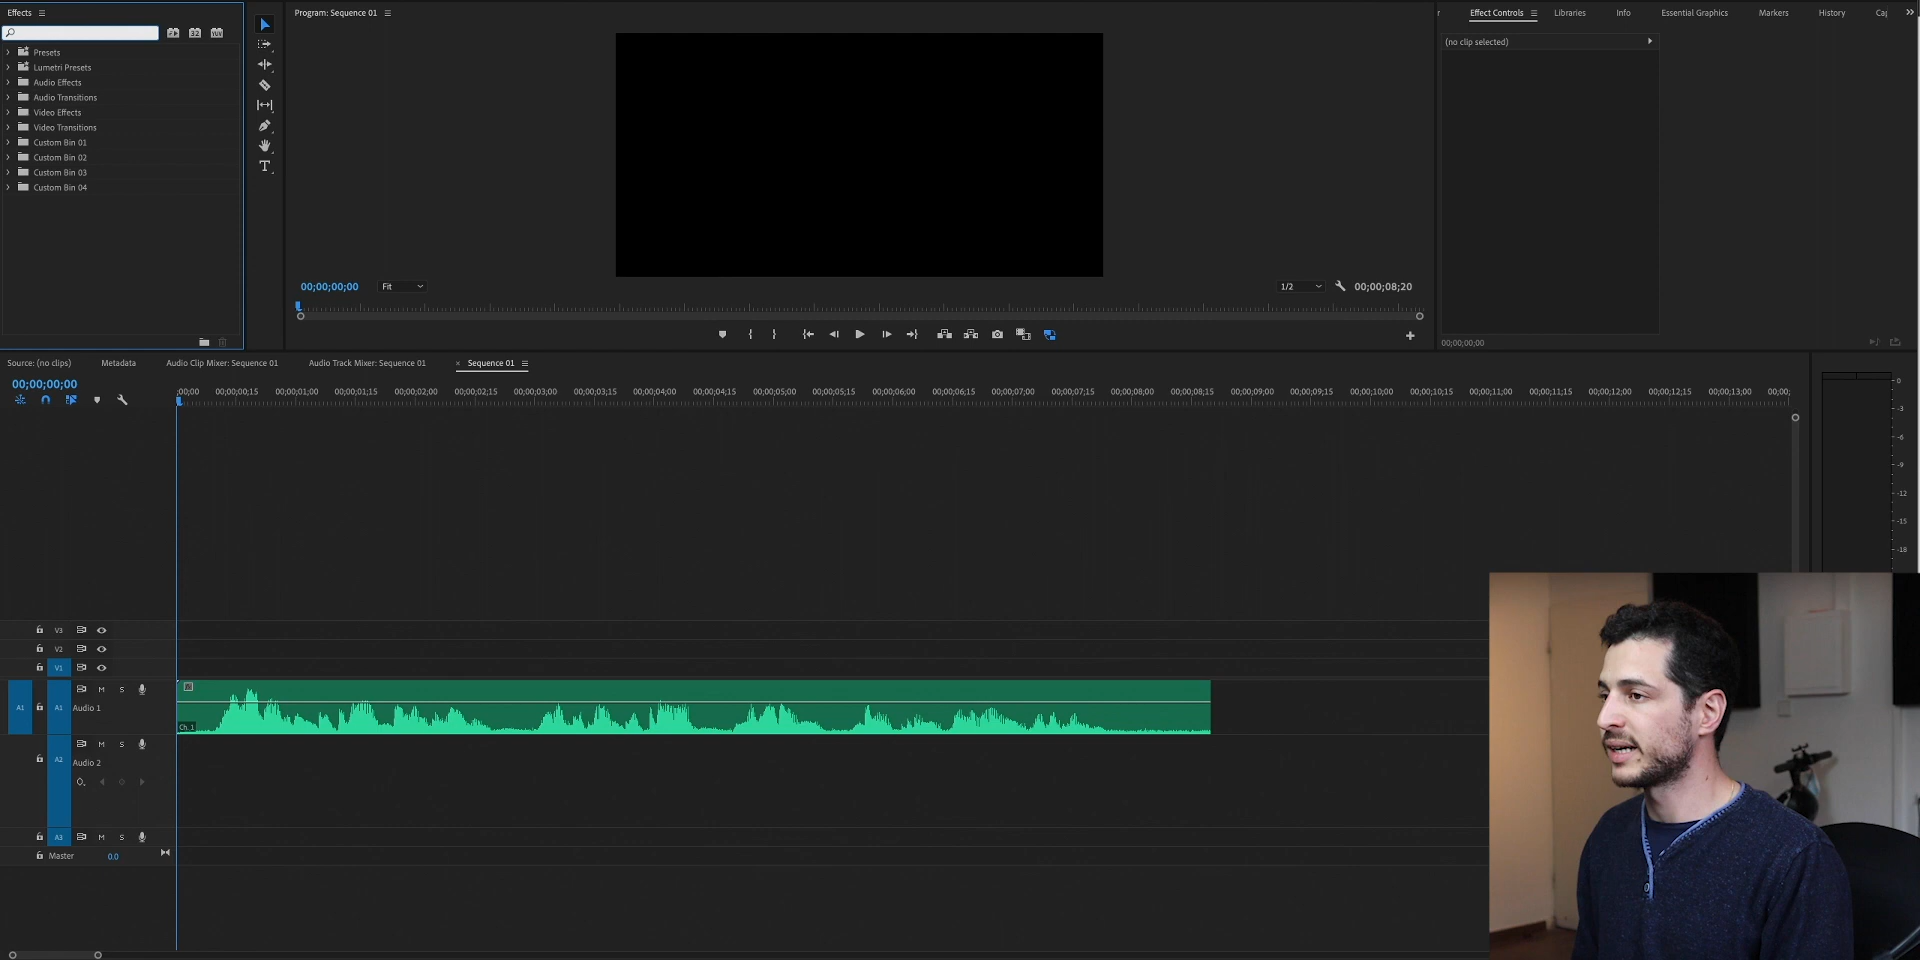 Effects
Presets
Lumetri Presets
Audio Effects
Audio Transitions
Video Effects
Video Transitions
Custom Bin 01
Custom Bin 02
Custom Bin 03
Custom Bin 04
T
Program: Sequence 01
00;00;00;00
Fit
1/2
00;00;08;20
Effect Controls
Libraries
Info
Essential Graphics
Markers
History
(no clip selected)
00;00;00;00
Source: (no clips)
Metadata
Audio Clip Mixer: Sequence 01
Audio Track Mixer: Sequence 01
× Sequence 01
00;00;00;00
:00;00 00;00;00;15 00;00;01;00 00;00;01;15 00;00;02;00 00;00;02;15 00;00;03;00 00;00;03;15 00;00;04;00 00;00;04;15 00;00;05;00 00;00;05;15 00;00;06;00 00;00;06;15 00;00;07;00 00;00;07;15 00;00;08;00 00;00;08;15 00;00;09;00 00;00;09;15 00;00;10;00 00;00;10;15 00;00;11;00 00;00;11;15 00;00;12;00 00;00;12;15 00;00;13;00 00;00;
0
-3
-6
-9
-12
-15
-18
V3
V2
V1
A1 A1 M S
Audio 1
Ch. 1
A2 M S
Audio 2
A3 M S
Master 0.0